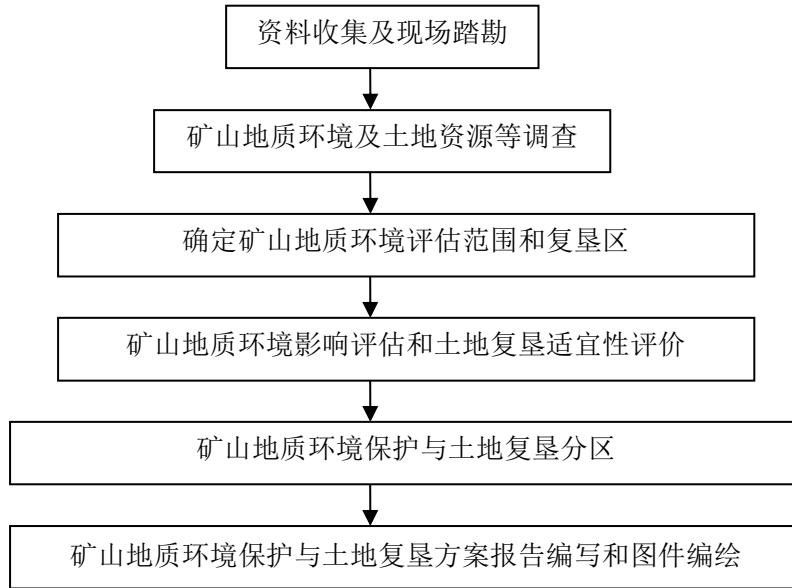 资料收集及现场踏勘
矿山地质环境及土地资源等调查
确定矿山地质环境评估范围和复垦区
矿山地质环境影响评估和土地复垦适宜性评价
矿山地质环境保护与土地复垦分区
矿山地质环境保护与土地复垦方案报告编写和图件编绘